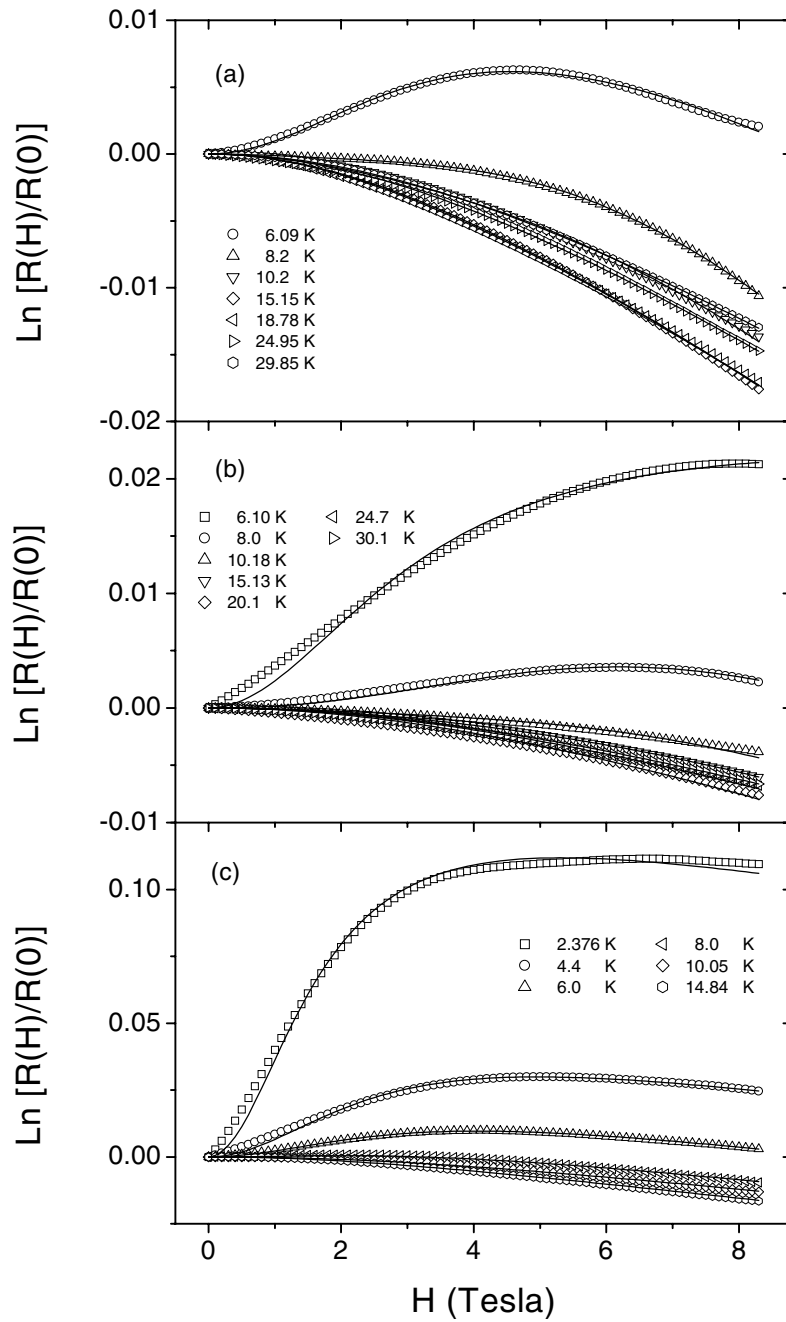 0.01
0.00
-0.01
-0.02
Ln [R(H)/R(0)]
(a)
6.09 K
8.2 K
10.2 K
15.15 K
18.78 K
24.95 K
29.85 K
0.02
0.01
0.00
-0.01
Ln [R(H)/R(0)]
(b)
6.10 K
8.0 K
10.18 K
15.13 K
20.1 K
24.7 K
30.1 K
0.10
0.05
0.00
Ln [R(H)/R(0)]
(c)
2.376 K
4.4 K
6.0 K
8.0 K
10.05 K
14.84 K
0 2 4 6 8
H (Tesla)